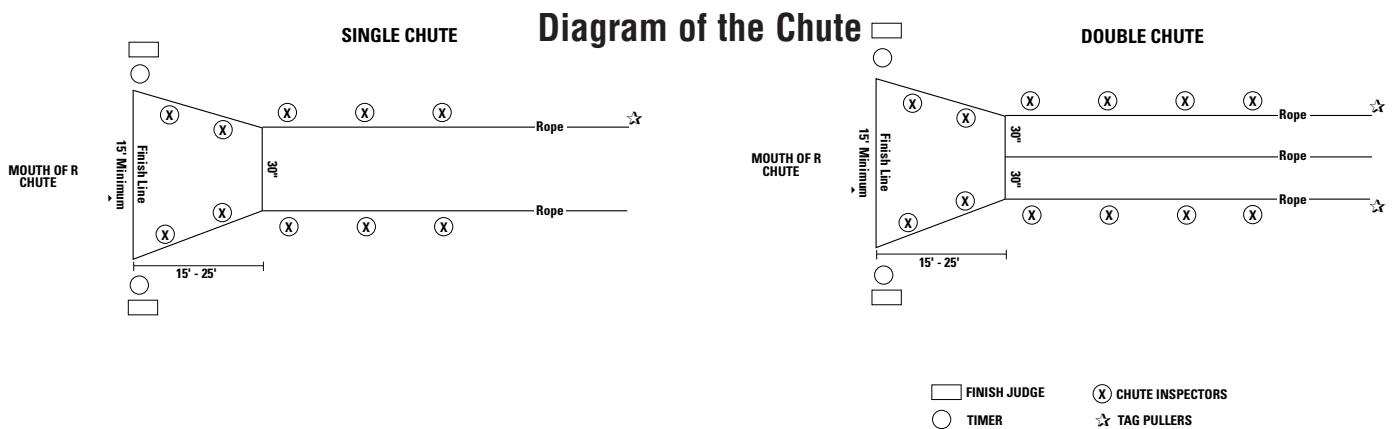 Diagram of the Chute
SINGLE CHUTE
X X X X X
Rope
MOUTH OF R
CHUTE
15' Minimum
Finish Line
30"
Rope
X X X X X
15' - 25'
DOUBLE CHUTE
X X X X X X
Rope
30"
MOUTH OF R
CHUTE
15' Minimum
Finish Line
Rope
30"
Rope
X X X X X X
15' - 25'
FINISH JUDGE
X CHUTE INSPECTORS
TIMER
TAG PULLERS